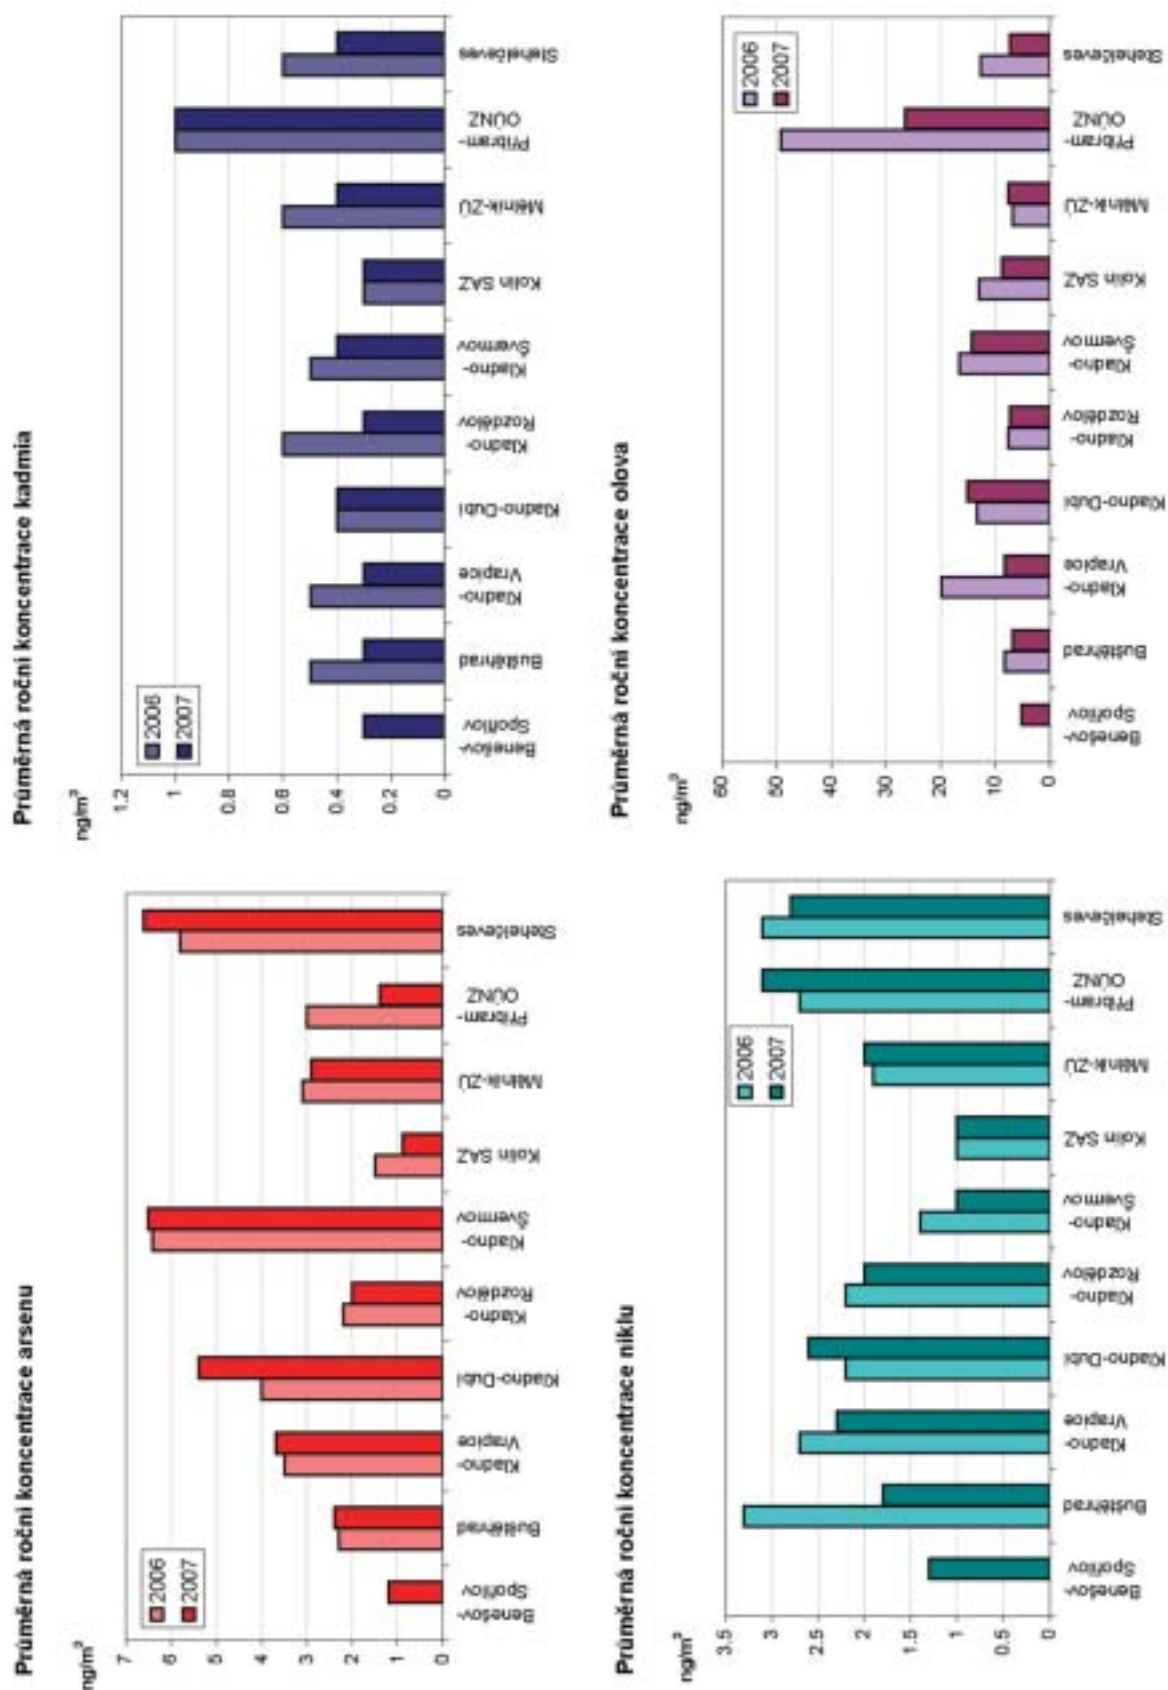 Průměrná roční koncentrace arsenu
ng/m³
7
6
5
4
3
2
1
0
2006
2007
Benešov-
Spořilov
Buštěhrad
Kladno-
Vrapice
Kladno-Dubí
Kladno-
Rozdělov
Kladno-
Švermov
Kolín SAZ
Mělník-ZÚ
Příbram-
OÚNZ
Stehelčeves
Průměrná roční koncentrace kadmia
ng/m³
1.2
1
0.8
0.6
0.4
0.2
0
2006
2007
Benešov-
Spořilov
Buštěhrad
Kladno-
Vrapice
Kladno-Dubí
Kladno-
Rozdělov
Kladno-
Švermov
Kolín SAZ
Mělník-ZÚ
Příbram-
OÚNZ
Stehelčeves
Průměrná roční koncentrace niklu
ng/m³
3.5
3
2.5
2
1.5
1
0.5
0
2006
2007
Benešov-
Spořilov
Buštěhrad
Kladno-
Vrapice
Kladno-Dubí
Kladno-
Rozdělov
Kladno-
Švermov
Kolín SAZ
Mělník-ZÚ
Příbram-
OÚNZ
Stehelčeves
Průměrná roční koncentrace olova
ng/m³
60
50
40
30
20
10
0
2006
2007
Benešov-
Spořilov
Buštěhrad
Kladno-
Vrapice
Kladno-Dubí
Kladno-
Rozdělov
Kladno-
Švermov
Kolín SAZ
Mělník-ZÚ
Příbram-
OÚNZ
Stehelčeves